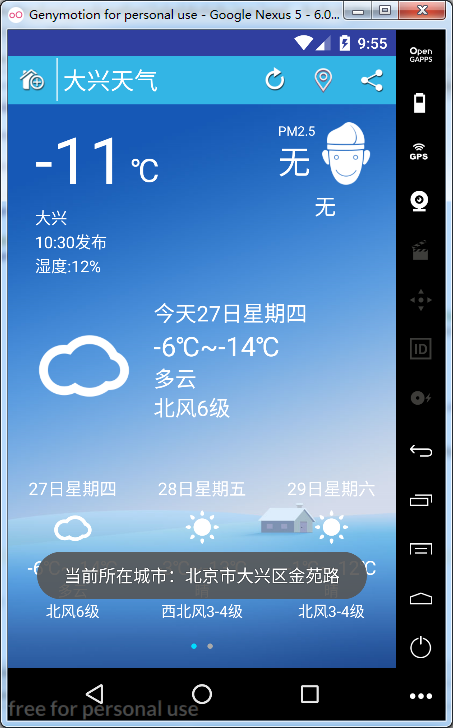 Genymotion for personal use - Google Nexus 5 - 6.0...
9:55
Open
GAPPS
大兴天气
-11 ℃
PM2.5
无
无
GPS
大兴
10:30发布
湿度:12%
今天27日星期四
-6℃~-14℃
多云
北风6级
ID
27日星期四
28日星期五
29日星期六
当前所在城市：北京市大兴区金苑路
北风6级
西北风3-4级
北风3-4级
free for personal use